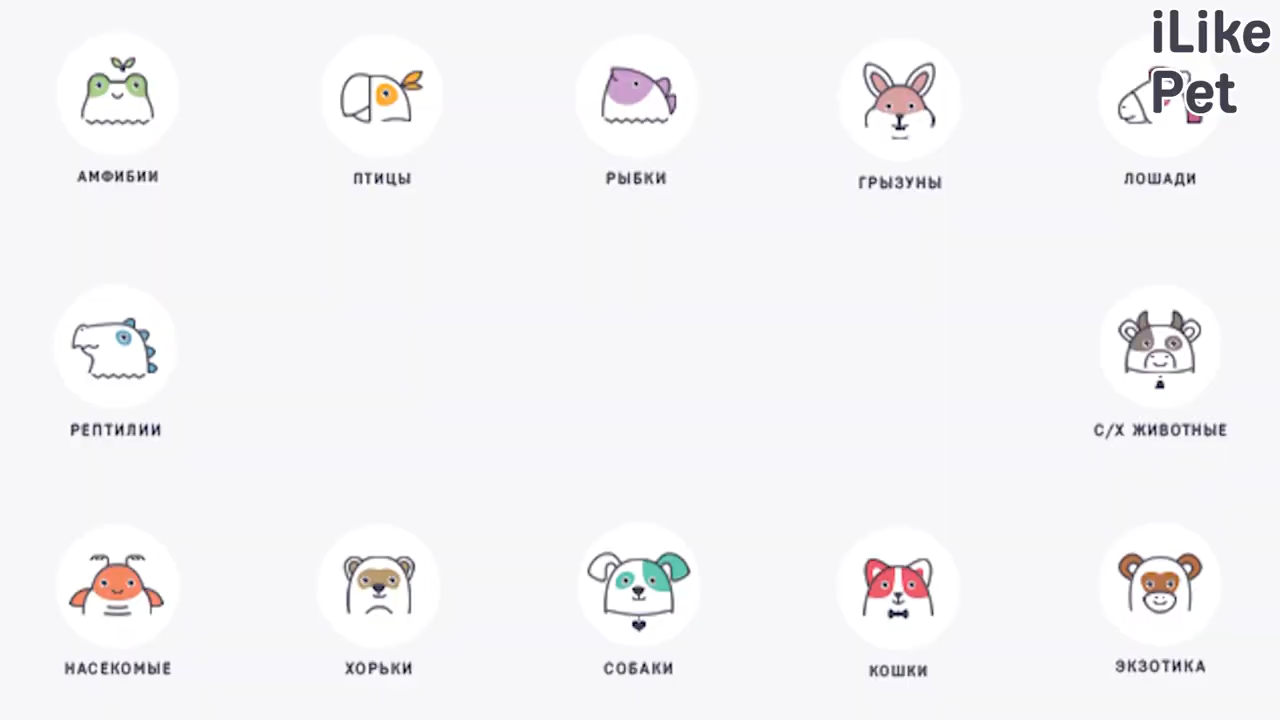 iLike
Pet
АМФИБИИ
ПТИЦЫ
РЫБКИ
ГРЫЗУНЫ
ЛОШАДИ
РЕПТИЛИИ
С/Х ЖИВОТНЫЕ
НАСЕКОМЫЕ
ХОРЬКИ
СОБАКИ
КОШКИ
ЭКЗОТИКА